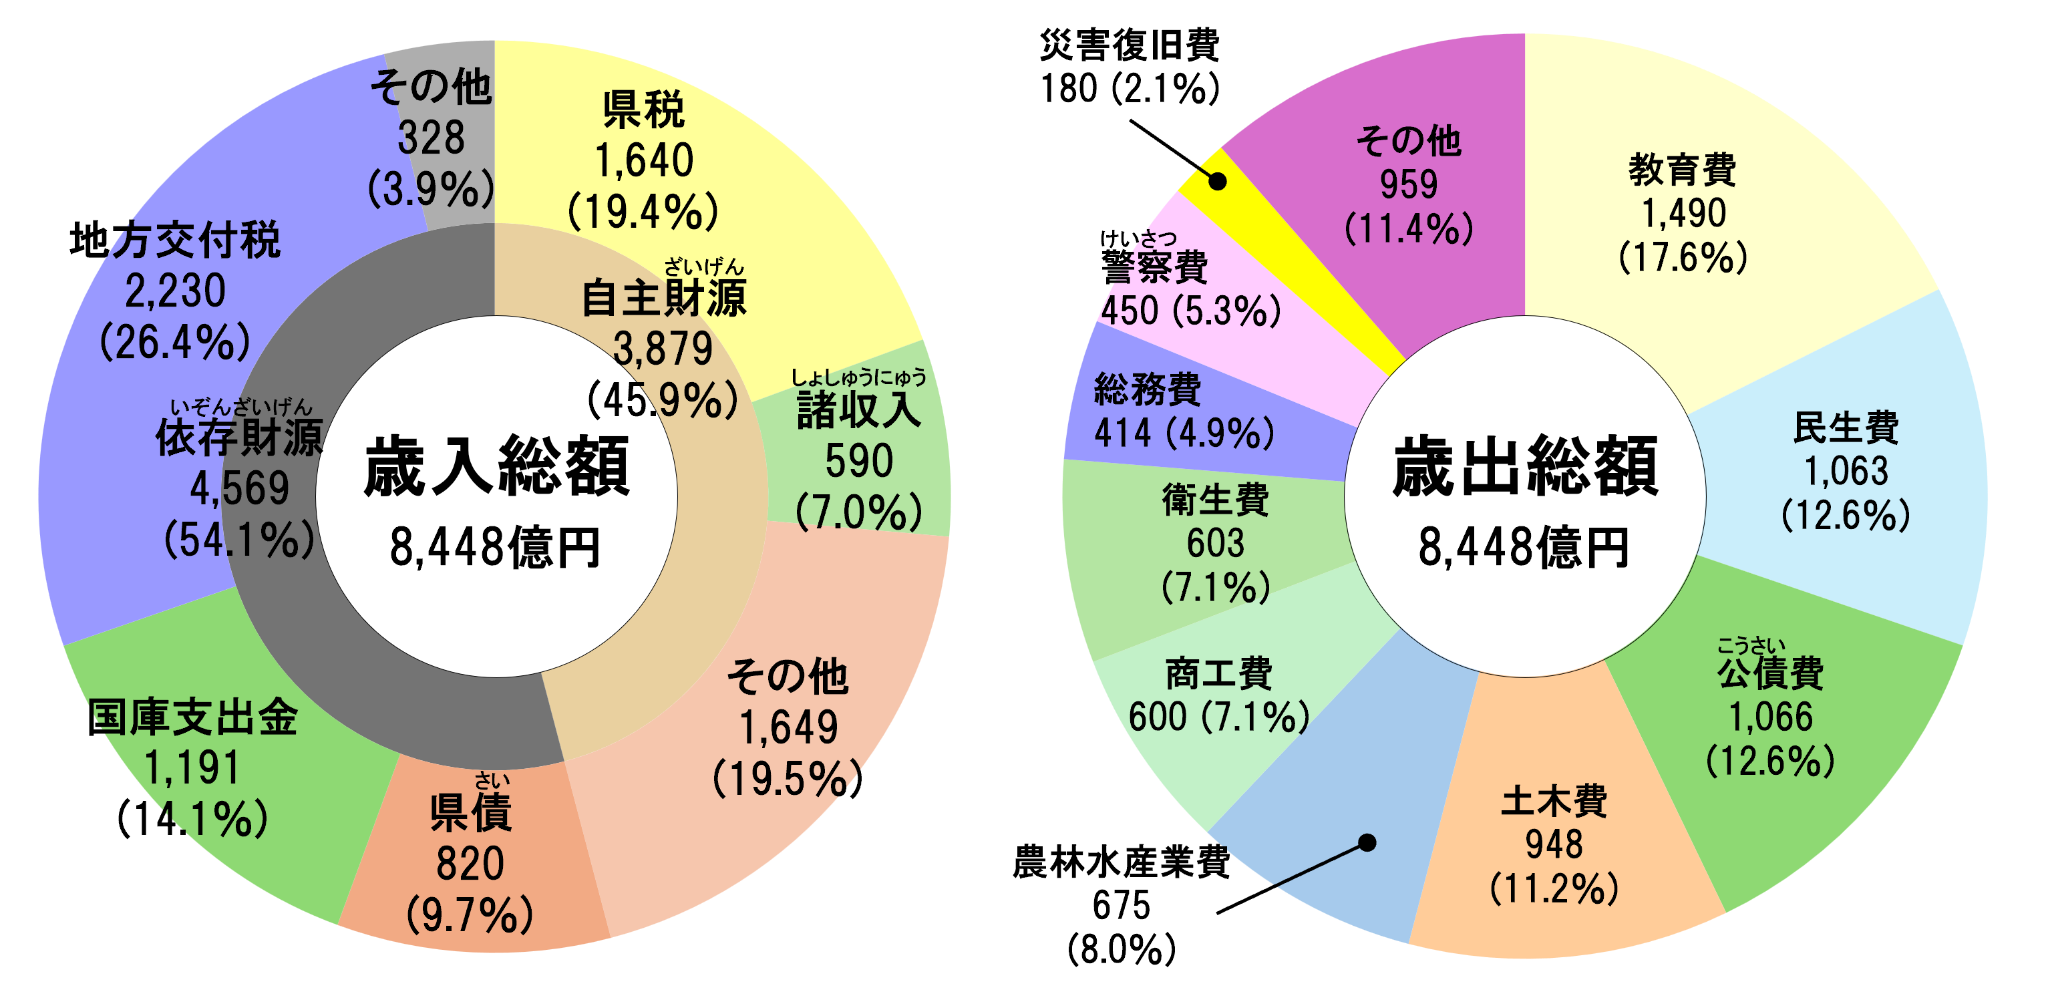 その他
328
(3.9%)
県税
1,640
(19.4%)
ざいげん
自主財源
3,879
(45.9%)
しょしゅうにゅう
諸収入
590
(7.0%)
その他
1,649
(19.5%)
さい
県債
820
(9.7%)
国庫支出金
1,191
(14.1%)
地方交付税
2,230
(26.4%)
いぞんざいげん
依存財源
4,569
(54.1%)
歳入総額
8,448億円
災害復旧費
180 (2.1%)
その他
959
(11.4%)
教育費
1,490
(17.6%)
民生費
1,063
(12.6%)
こうさい
公債費
1,066
(12.6%)
土木費
948
(11.2%)
農林水産業費
675
(8.0%)
商工費
600 (7.1%)
衛生費
603
(7.1%)
総務費
414 (4.9%)
けいさつ
警察費
450 (5.3%)
歳出総額
8,448億円